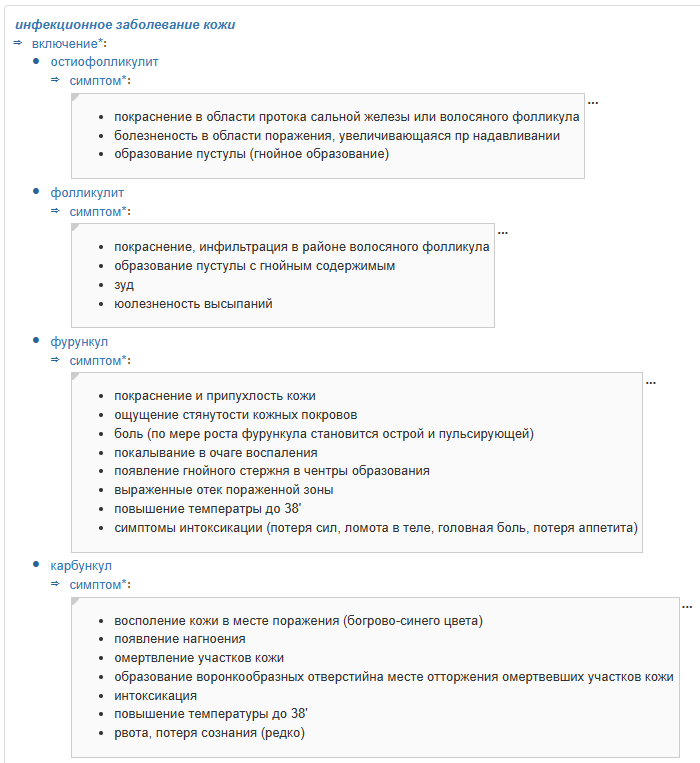 инфекционное заболевание кожи
⇒ включение*:
• остиофолликулит
⇒ симптом*:
...
• покраснение в области протока сальной железы или волосяного фолликула
• болезненость в области поражения, увеличивающаяся пр надавливании
• образование пустулы (гнойное образование)
• фолликулит
⇒ симптом*:
...
• покраснение, инфильтрация в районе волосяного фолликула
• образование пустулы с гнойным содержимым
• зуд
• юолезненость высыпаний
• фурункул
⇒ симптом*:
...
• покраснение и припухлость кожи
• ощущение стянутости кожных покровов
• боль (по мере роста фурункула становится острой и пульсирующей)
• покалывание в очаге воспаления
• появление гнойного стержня в чентры образования
• выраженные отек пораженной зоны
• повышение температры до 38'
• симптомы интоксикации (потеря сил, ломота в теле, головная боль, потеря аппетита)
• карбункул
⇒ симптом*:
...
• восполение кожи в месте поражения (богрово-синего цвета)
• появление нагноения
• омертвление участков кожи
• образование воронкообразных отверстийна месте отторжения омертвевших участков кожи
• интоксикация
• повышение температуры до 38'
• рвота, потеря сознания (редко)